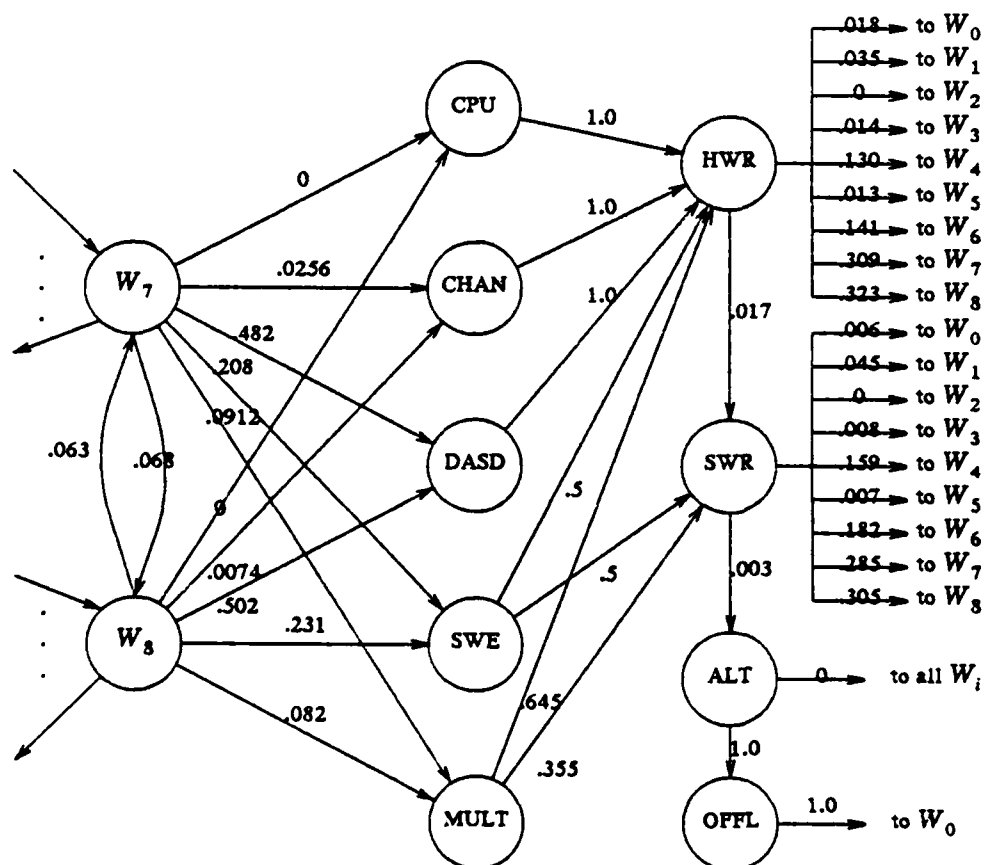 .018 to W0
.035 to W1
0 to W2
.014 to W3
.130 to W4
.013 to W5
.141 to W6
.309 to W7
.323 to W8
CPU
1.0
HWR
0
1.0
W7
.0256
CHAN
1.0
.017
.006 to W0
.045 to W1
0 to W2
.008 to W3
.159 to W4
.007 to W5
.182 to W6
.285 to W7
.305 to W8
.482
.208
.0912
.063
.068
DASD
SWR
.5
0
.0074
.5
.003
.502
W8
.231
SWE
ALT
0 to all Wi
.082
.645
.355
1.0
MULT
OFFL
1.0 to W0